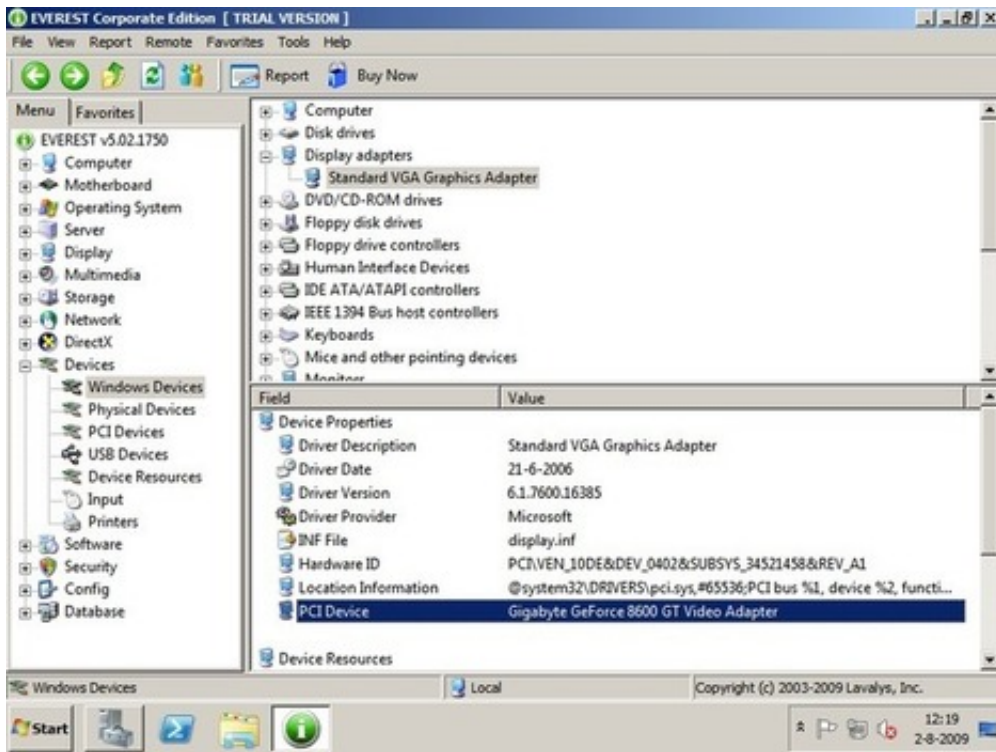 EVEREST Corporate Edition [ TRIAL VERSION ]
File View Report Remote Favorites Tools Help
Report Buy Now
Menu Favorites
EVEREST v5.02.1750
Computer
Motherboard
Operating System
Server
Display
Multimedia
Storage
Network
DirectX
Devices
Windows Devices
Physical Devices
PCI Devices
USB Devices
Device Resources
Input
Printers
Software
Security
Config
Database
Computer
Disk drives
Display adapters
Standard VGA Graphics Adapter
DVD/CD-ROM drives
Floppy disk drives
Floppy drive controllers
Human Interface Devices
IDE ATA/ATAPI controllers
IEEE 1394 Bus host controllers
Keyboards
Mice and other pointing devices
Monitors
Field Value
Device Properties
Driver Description Standard VGA Graphics Adapter
Driver Date 21-6-2006
Driver Version 6.1.7600.16385
Driver Provider Microsoft
INF File display.inf
Hardware ID PCI\VEN_10DE&DEV_0402&SUBSYS_34521458&REV_A1
Location Information @system32\DRIVERS\pci.sys,#65536;PCI bus %1, device %2, functi...
PCI Device Gigabyte GeForce 8600 GT Video Adapter
Device Resources
Windows Devices Local Copyright (c) 2003-2009 Lavalys, Inc.
Start 12:19
2-8-2009